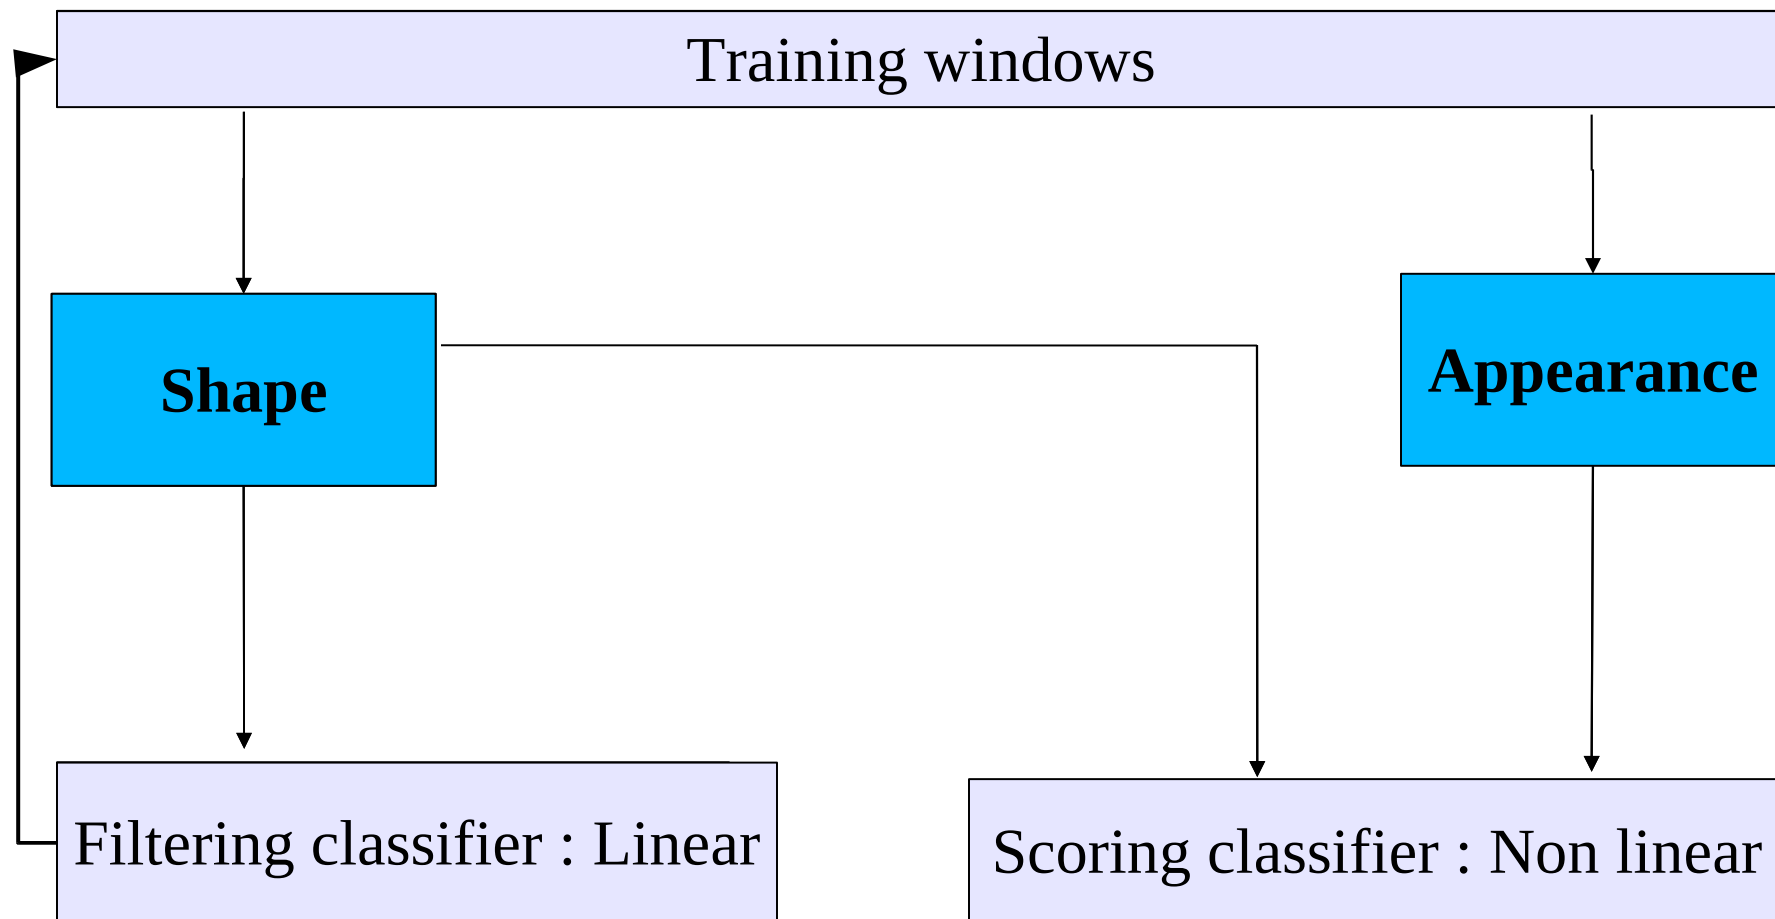 Training windows
Shape
Appearance
Filtering classifier : Linear
Scoring classifier : Non linear